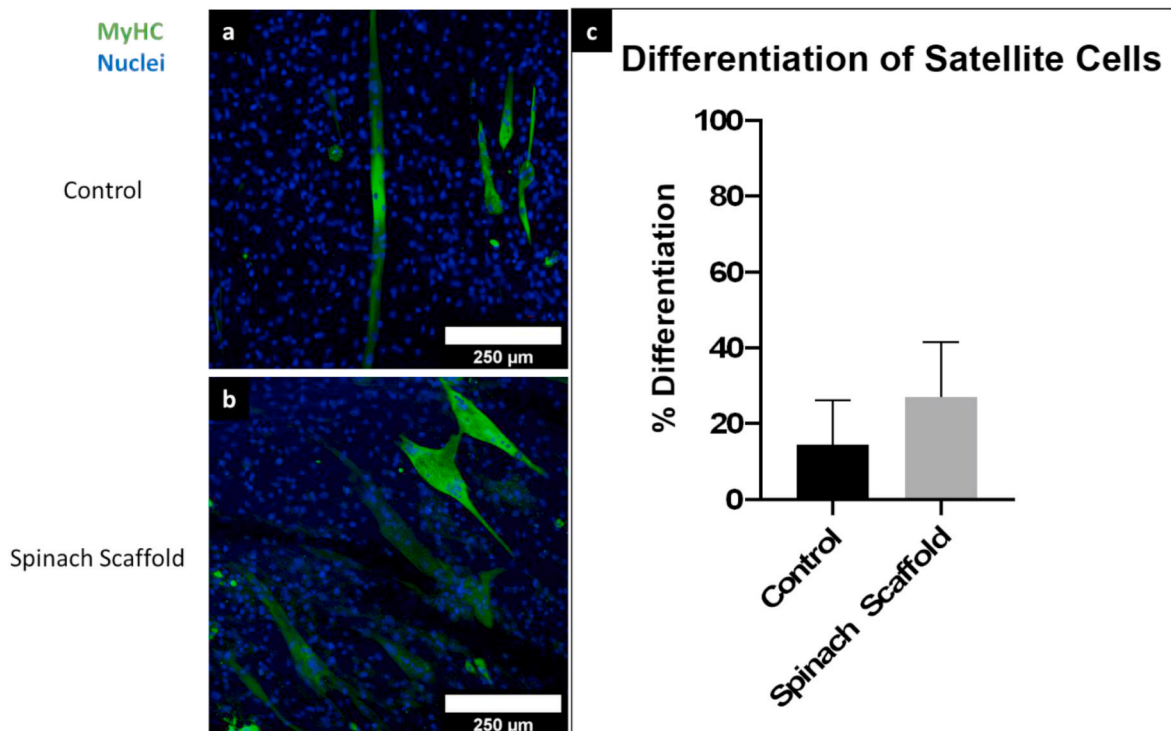 MyHC
Nuclei
Control
Spinach Scaffold
a
250 µm
b
250 µm
c
Differentiation of Satellite Cells
% Differentiation
100
80
60
40
20
0
Control
Spinach Scaffold